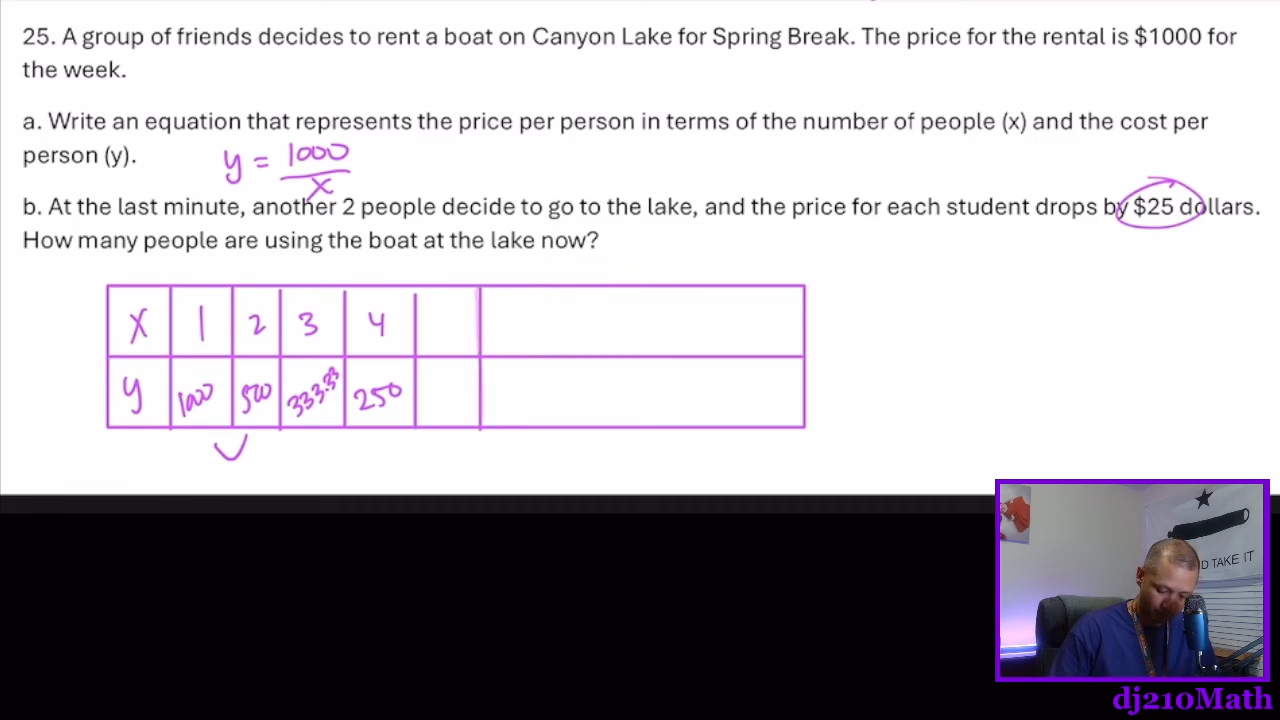 25. A group of friends decides to rent a boat on Canyon Lake for Spring Break. The price for the rental is $1000 for
the week.
a. Write an equation that represents the price per person in terms of the number of people (x) and the cost per
person (y).
y = 1000
x
b. At the last minute, another 2 people decide to go to the lake, and the price for each student drops by $25 dollars.
How many people are using the boat at the lake now?
X 1 2 3 4
y 1000 500 333.33 250
D TAKE IT
dj210Math